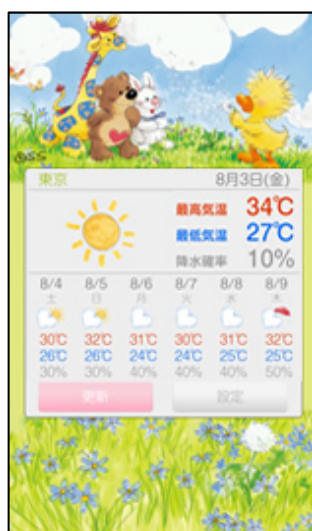 東京 8月3日(金)
最高気温 34℃
最低気温 27℃
降水確率 10%
8/4 8/5 8/6 8/7 8/8 8/9
土 日 月 火 水 木
30℃ 32℃ 31℃ 30℃ 31℃ 32℃
26℃ 26℃ 24℃ 24℃ 25℃ 25℃
30% 30% 40% 40% 40% 50%
更新 設定